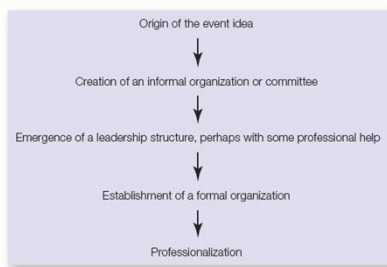 Origin of the event idea
Creation of an informal organization or committee
Emergence of a leadership structure, perhaps with some professional help
Establishment of a formal organization
Professionalization